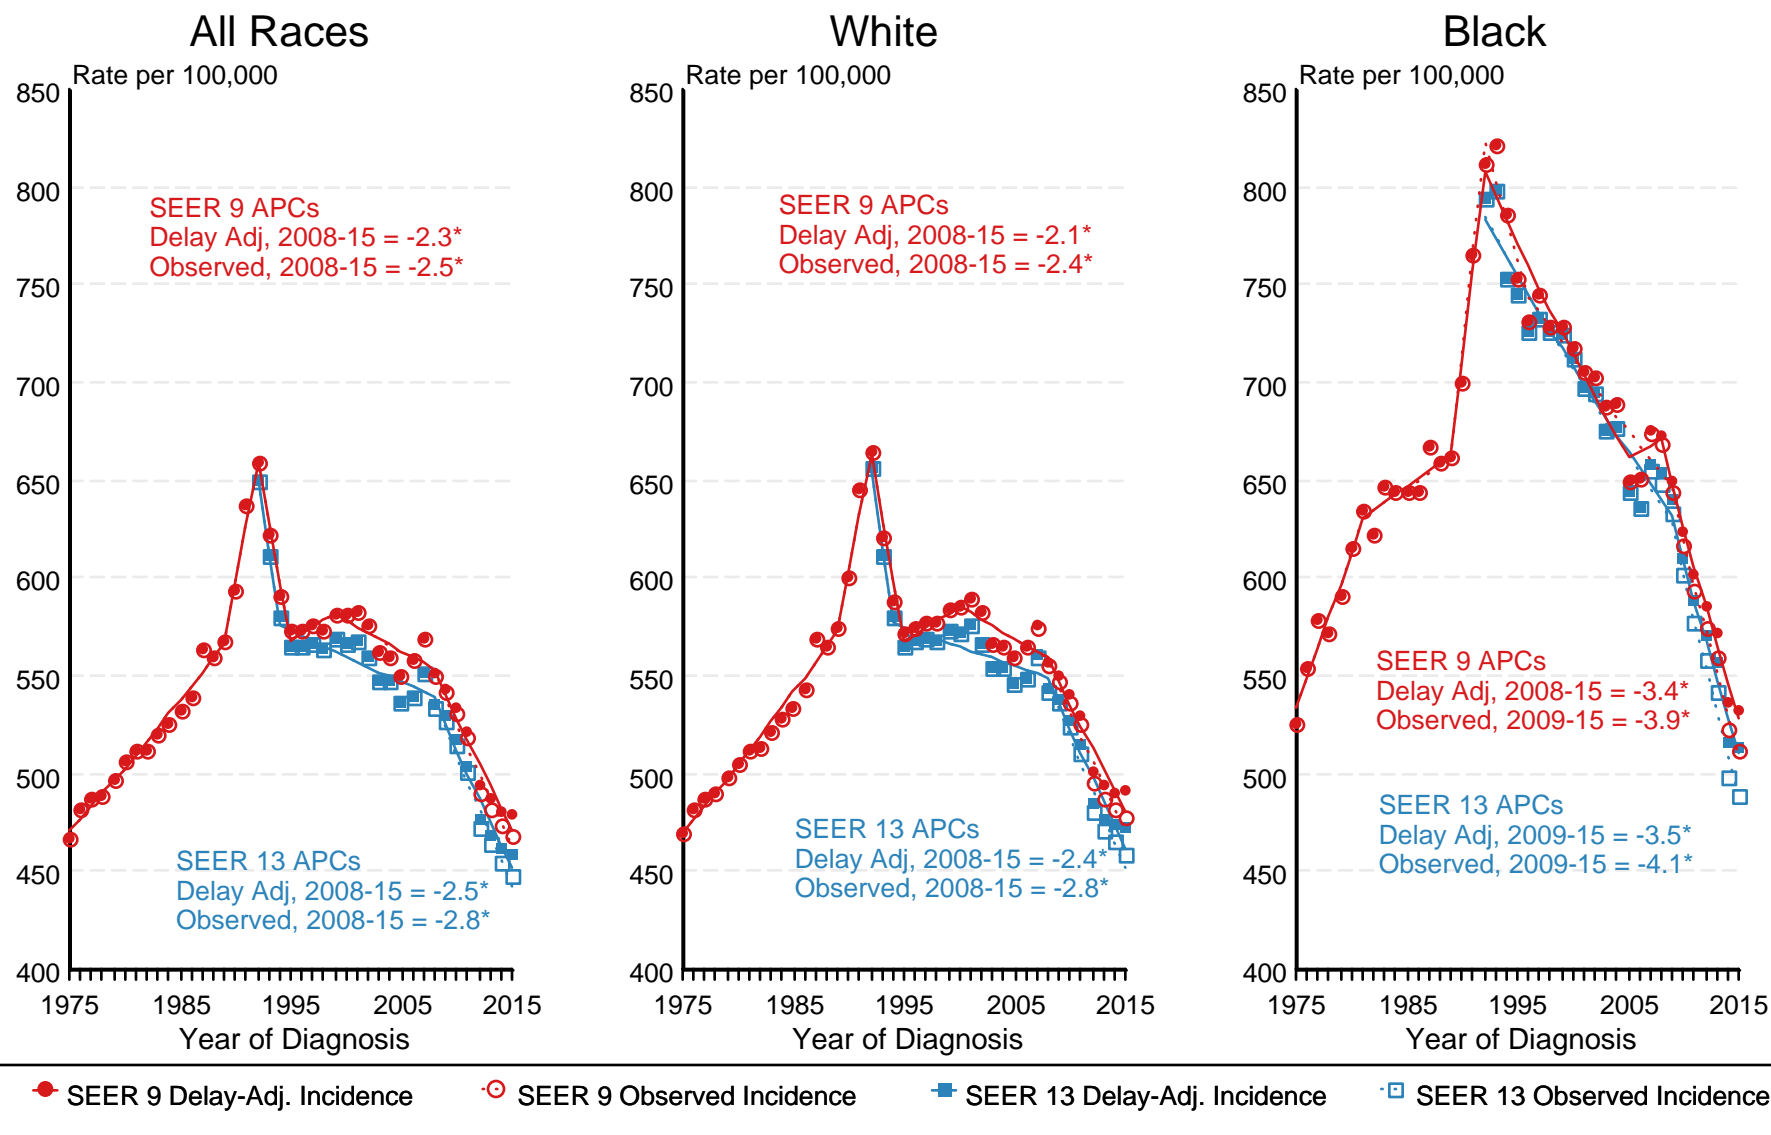 All Races
White
Black
Rate per 100,000
Rate per 100,000
Rate per 100,000
850
800
750
700
650
600
550
500
450
400
SEER 9 APCs
Delay Adj, 2008-15 = -2.3*
Observed, 2008-15 = -2.5*
SEER 13 APCs
Delay Adj, 2008-15 = -2.5*
Observed, 2008-15 = -2.8*
1975 1985 1995 2005 2015
Year of Diagnosis
850
800
750
700
650
600
550
500
450
400
SEER 9 APCs
Delay Adj, 2008-15 = -2.1*
Observed, 2008-15 = -2.4*
SEER 13 APCs
Delay Adj, 2008-15 = -2.4*
Observed, 2008-15 = -2.8*
1975 1985 1995 2005 2015
Year of Diagnosis
850
800
750
700
650
600
550
500
450
400
SEER 9 APCs
Delay Adj, 2008-15 = -3.4*
Observed, 2009-15 = -3.9*
SEER 13 APCs
Delay Adj, 2009-15 = -3.5*
Observed, 2009-15 = -4.1*
1975 1985 1995 2005 2015
Year of Diagnosis
SEER 9 Delay-Adj. Incidence
SEER 9 Observed Incidence
SEER 13 Delay-Adj. Incidence
SEER 13 Observed Incidence